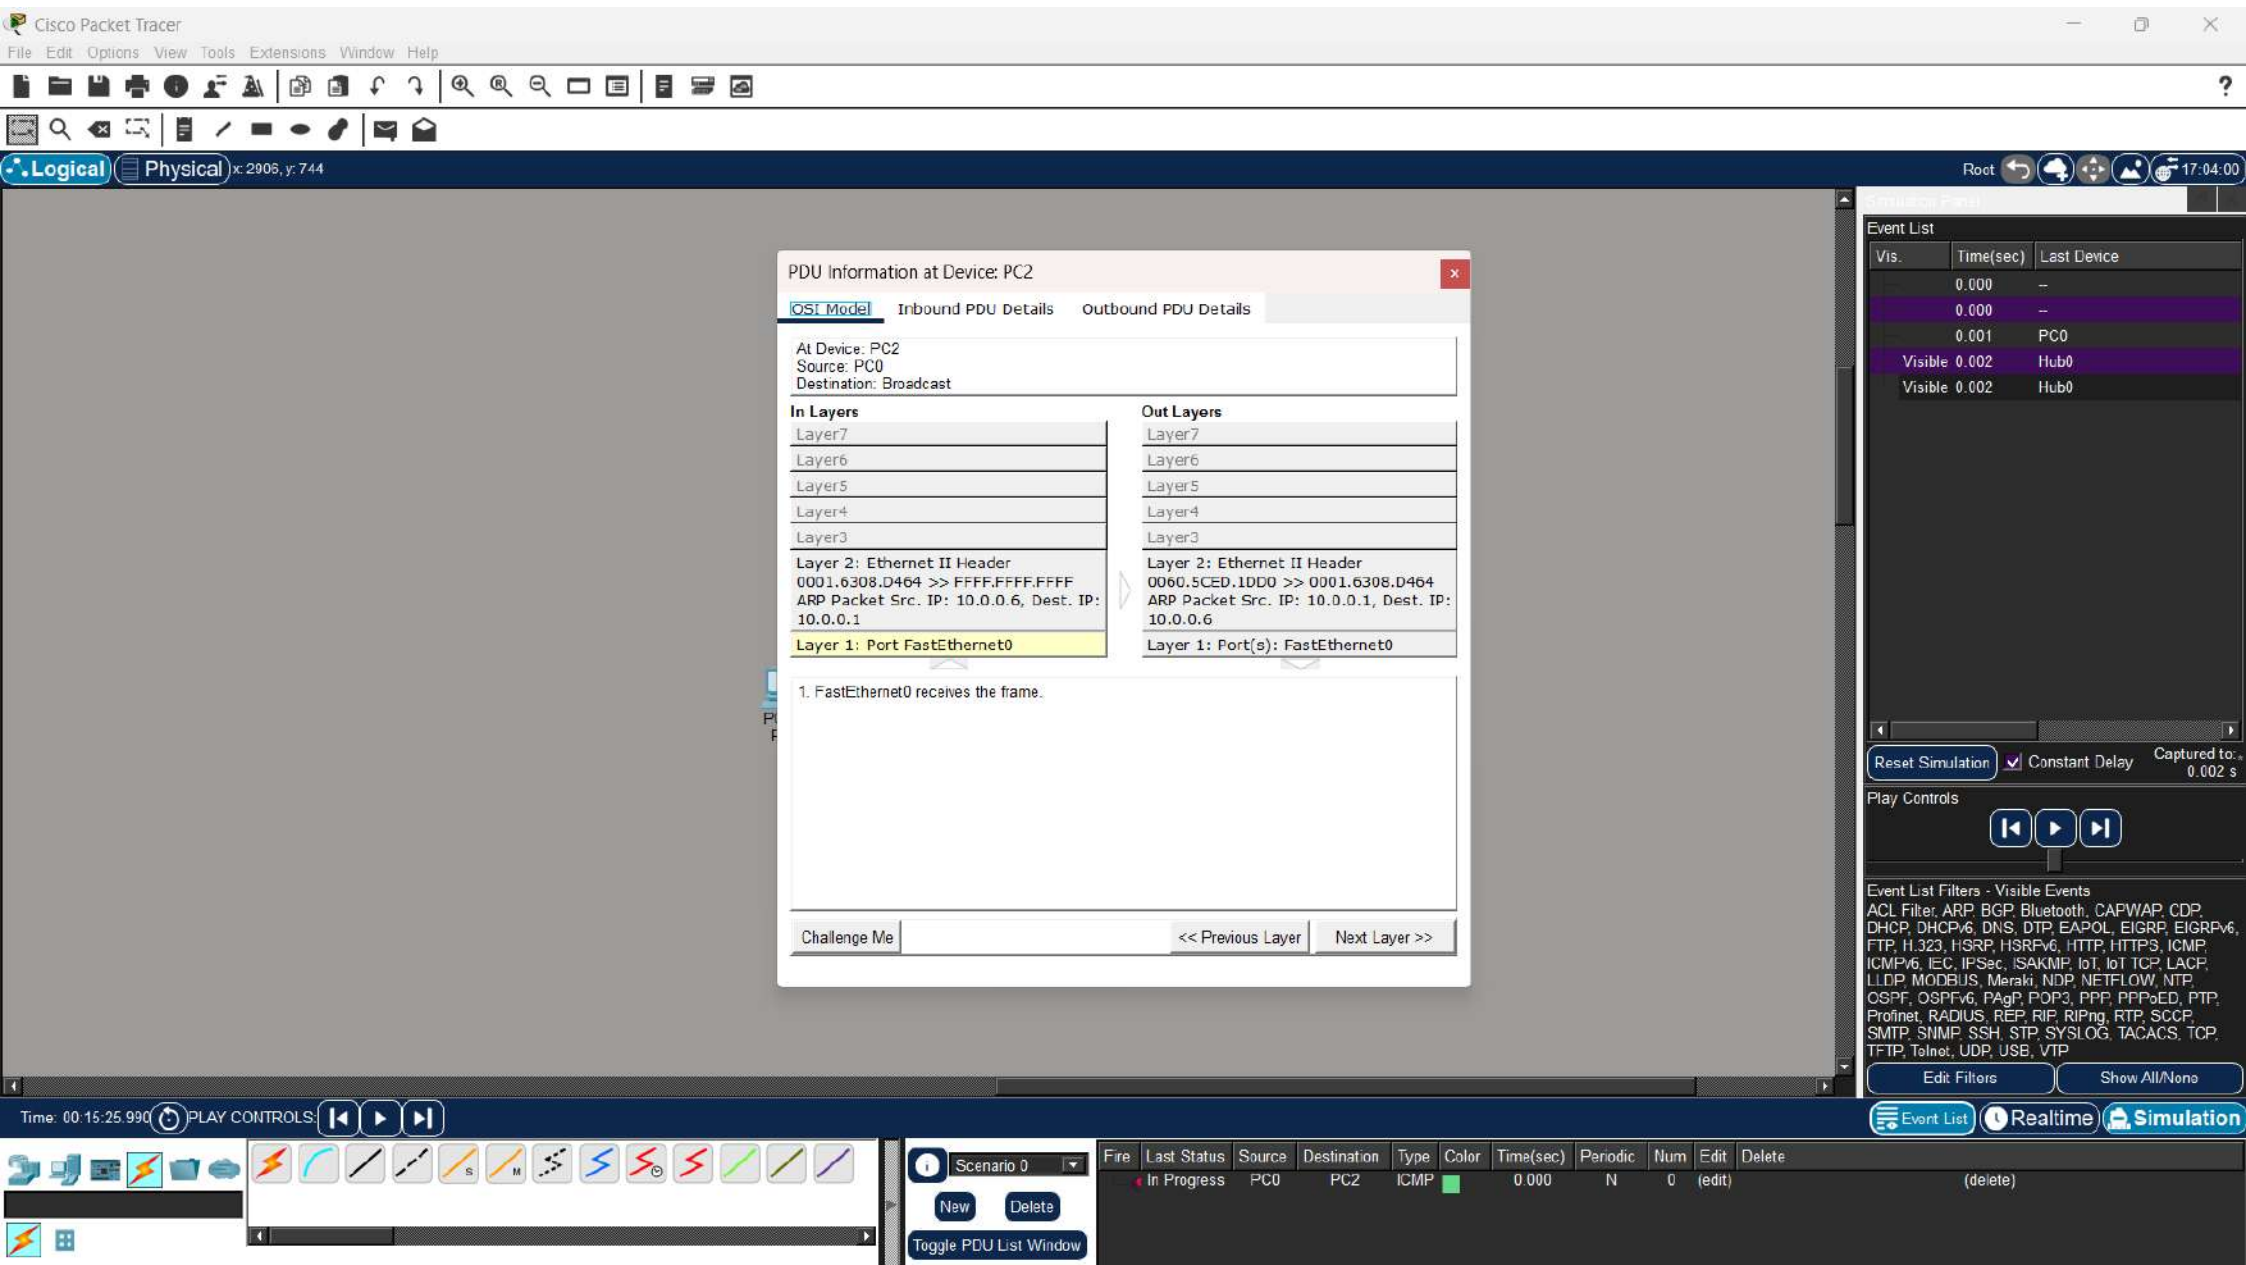 Cisco Packet Tracer
File Edit Options View Tools Extensions Window Help
?
Logical Physical x: 2906, y: 744
Root 17:04:00
PDU Information at Device: PC2
x
OSI Model Inbound PDU Details Outbound PDU Details
At Device: PC2
Source: PC0
Destination: Broadcast
In Layers
Layer7
Layer6
Layer5
Layer4
Layer3
Layer 2: Ethernet II Header
0001.6308.D464 >> FFFF.FFFF.FFFF
ARP Packet Src. IP: 10.0.0.6, Dest. IP:
10.0.0.1
Layer 1: Port FastEthernet0
Out Layers
Layer7
Layer6
Layer5
Layer4
Layer3
Layer 2: Ethernet II Header
0060.5CED.1DD0 >> 0001.6308.D464
ARP Packet Src. IP: 10.0.0.1, Dest. IP:
10.0.0.6
Layer 1: Port(s): FastEthernet0
1. FastEthernet0 receives the frame.
Challenge Me << Previous Layer Next Layer >>
Simulation Panel
Event List
Vis. Time(sec) Last Device
0.000 --
0.000 --
0.001 PC0
Visible 0.002 Hub0
Visible 0.002 Hub0
Reset Simulation Constant Delay Captured to:
0.002 s
Play Controls
Event List Filters - Visible Events
ACL Filter, ARP, BGP, Bluetooth, CAPWAP, CDP,
DHCP, DHCPv6, DNS, DTP, EAPOL, EIGRP, EIGRPv6,
FTP, H.323, HSRP, HSRPv6, HTTP, HTTPS, ICMP,
ICMPv6, IEC, IPSec, ISAKMP, IoT, IoT TCP, LACP,
LLDP, MODBUS, Meraki, NDP, NETFLOW, NTP,
OSPF, OSPFv6, PAgP, POP3, PPP, PPPoED, PTP,
Profinet, RADIUS, REP, RIP, RIPng, RTP, SCCP,
SMTP, SNMP, SSH, STP, SYSLOG, TACACS, TCP,
TFTP, Telnet, UDP, USB, VTP
Edit Filters Show All/None
Time: 00:15:25.990 PLAY CONTROLS:
Event List Realtime Simulation
Scenario 0
New Delete
Toggle PDU List Window
Fire Last Status Source Destination Type Color Time(sec) Periodic Num Edit Delete
In Progress PC0 PC2 ICMP 0.000 N 0 (edit) (delete)